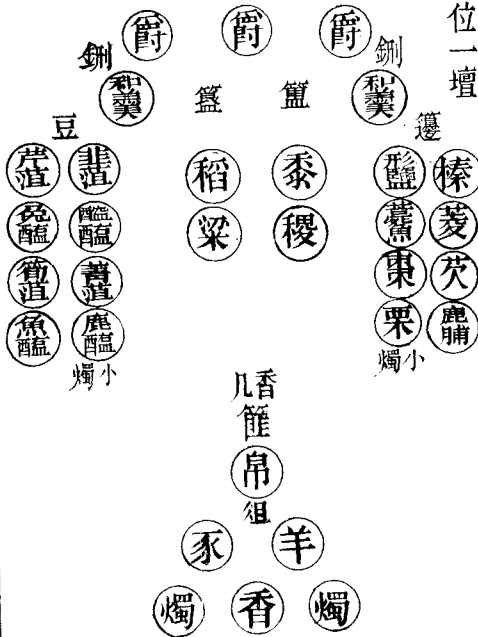 位一壇
爵 爵 爵
鉶 鉶
和羹 簠 簋 和羹
豆 籩
芹菹 韭菹 稻 黍 形鹽 榛
兔醢 醓醢 粱 稷 薧魚 菱
筍菹 菁菹 棗 芡
魚醢 鹿醢 栗 鹿脯
小燭 小燭
香几
篚
帛
俎
豕 羊
燭 香 燭